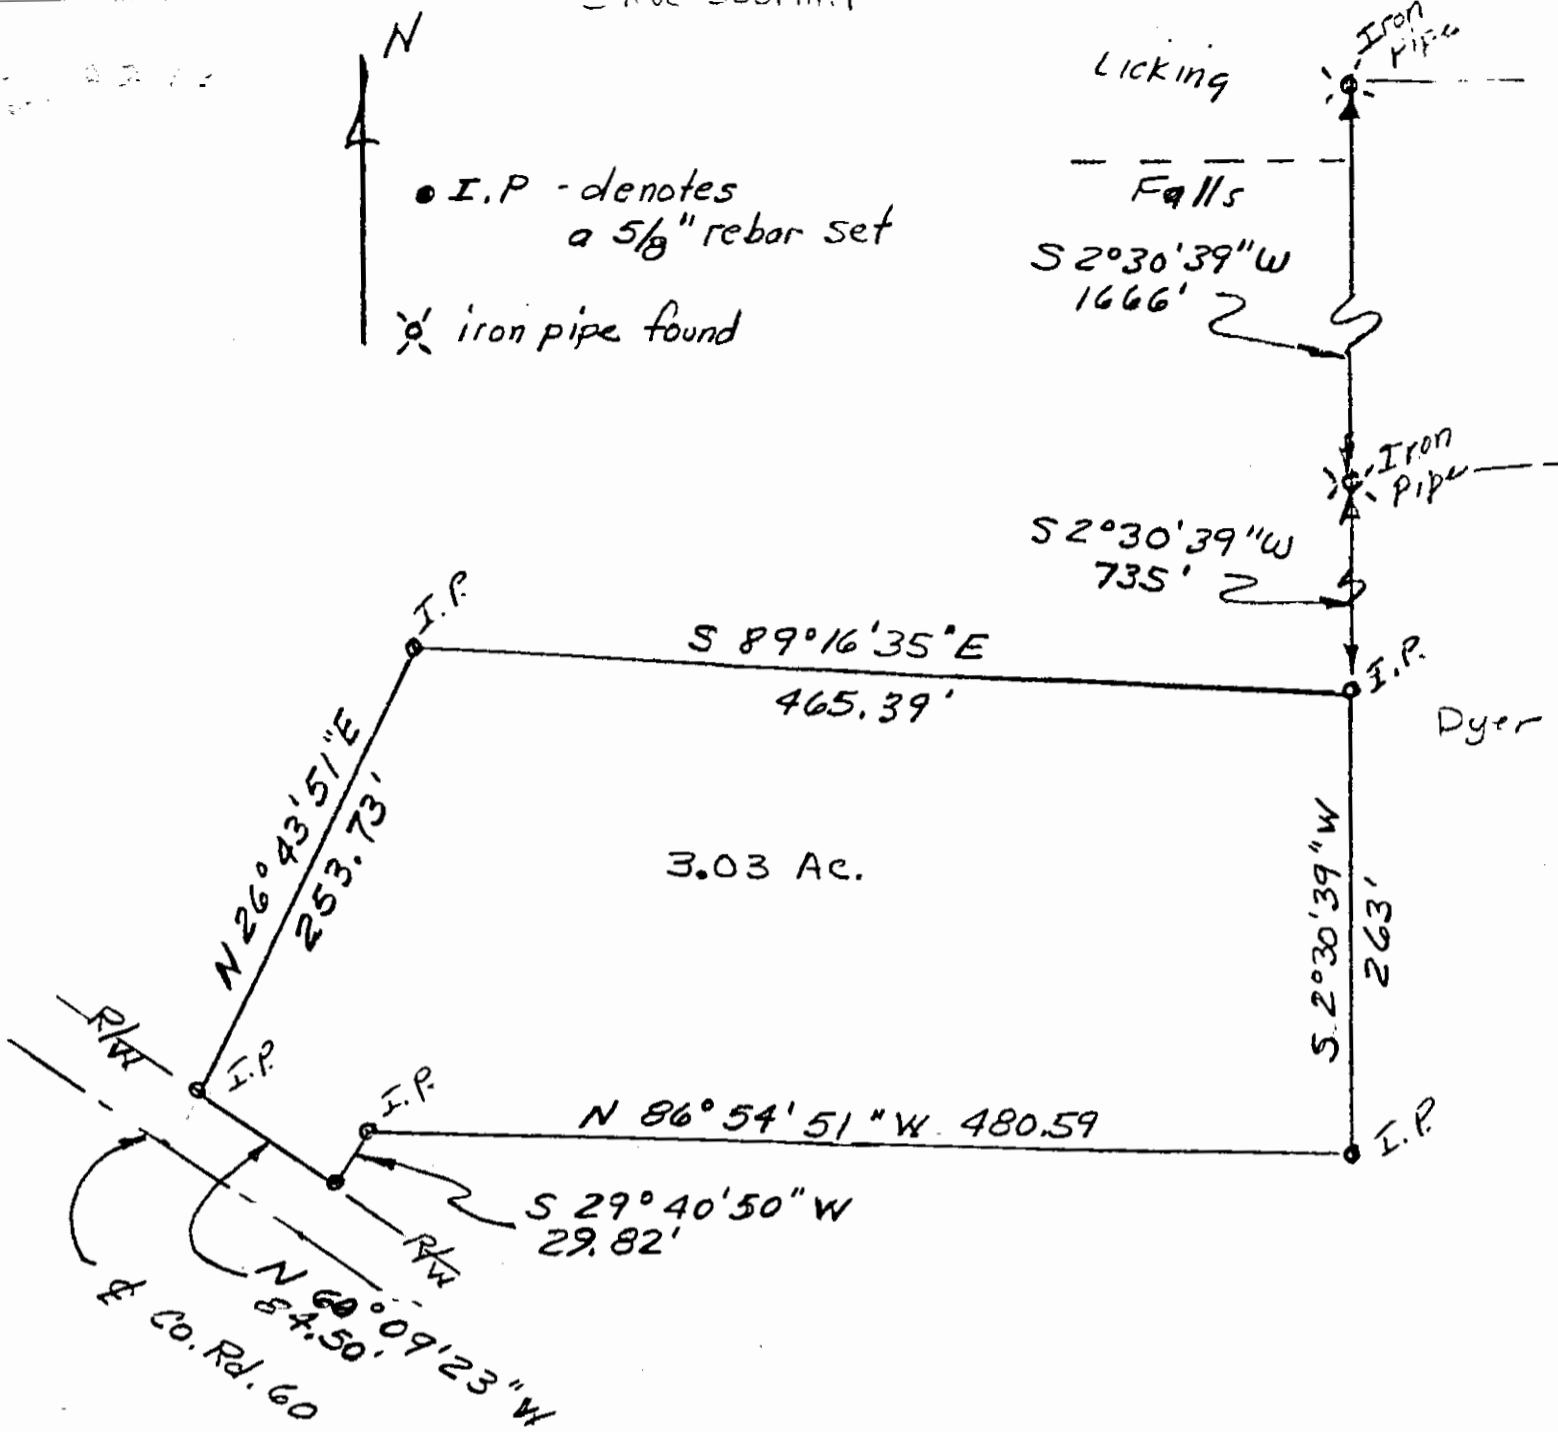 N
Iron
Pipe
Licking
Falls
• I.P - denotes
a 5/8" rebar set
iron pipe found
S 2°30'39"W
1666'
Iron
Pipe
S 2°30'39"W
735'
I.P.
S 89°16'35"E
465.39'
I.P.
Dyer
N 26°43'51"E
253.73'
3.03 Ac.
S 2°30'39"W
263'
R/W
I.P.
I.P.
N 86°54'51"W 480.59
I.P.
S 29°40'50"W
29.82'
R/W
N 60°09'23"W
84.50'
℄ Co. Rd. 60